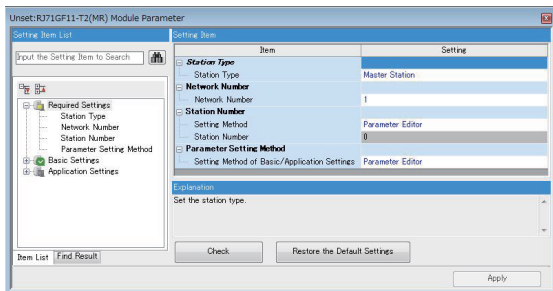 Unset:RJ71GF11-T2(MR) Module Parameter
Setting Item List
Input the Setting Item to Search
Required Settings
Station Type
Network Number
Station Number
Parameter Setting Method
Basic Settings
Application Settings
Item List Find Result
Setting Item
Item Setting
Station Type
Station Type Master Station
Network Number
Network Number 1
Station Number
Setting Method Parameter Editor
Station Number 0
Parameter Setting Method
Setting Method of Basic/Application Settings Parameter Editor
Explanation
Set the station type.
Check Restore the Default Settings
Apply